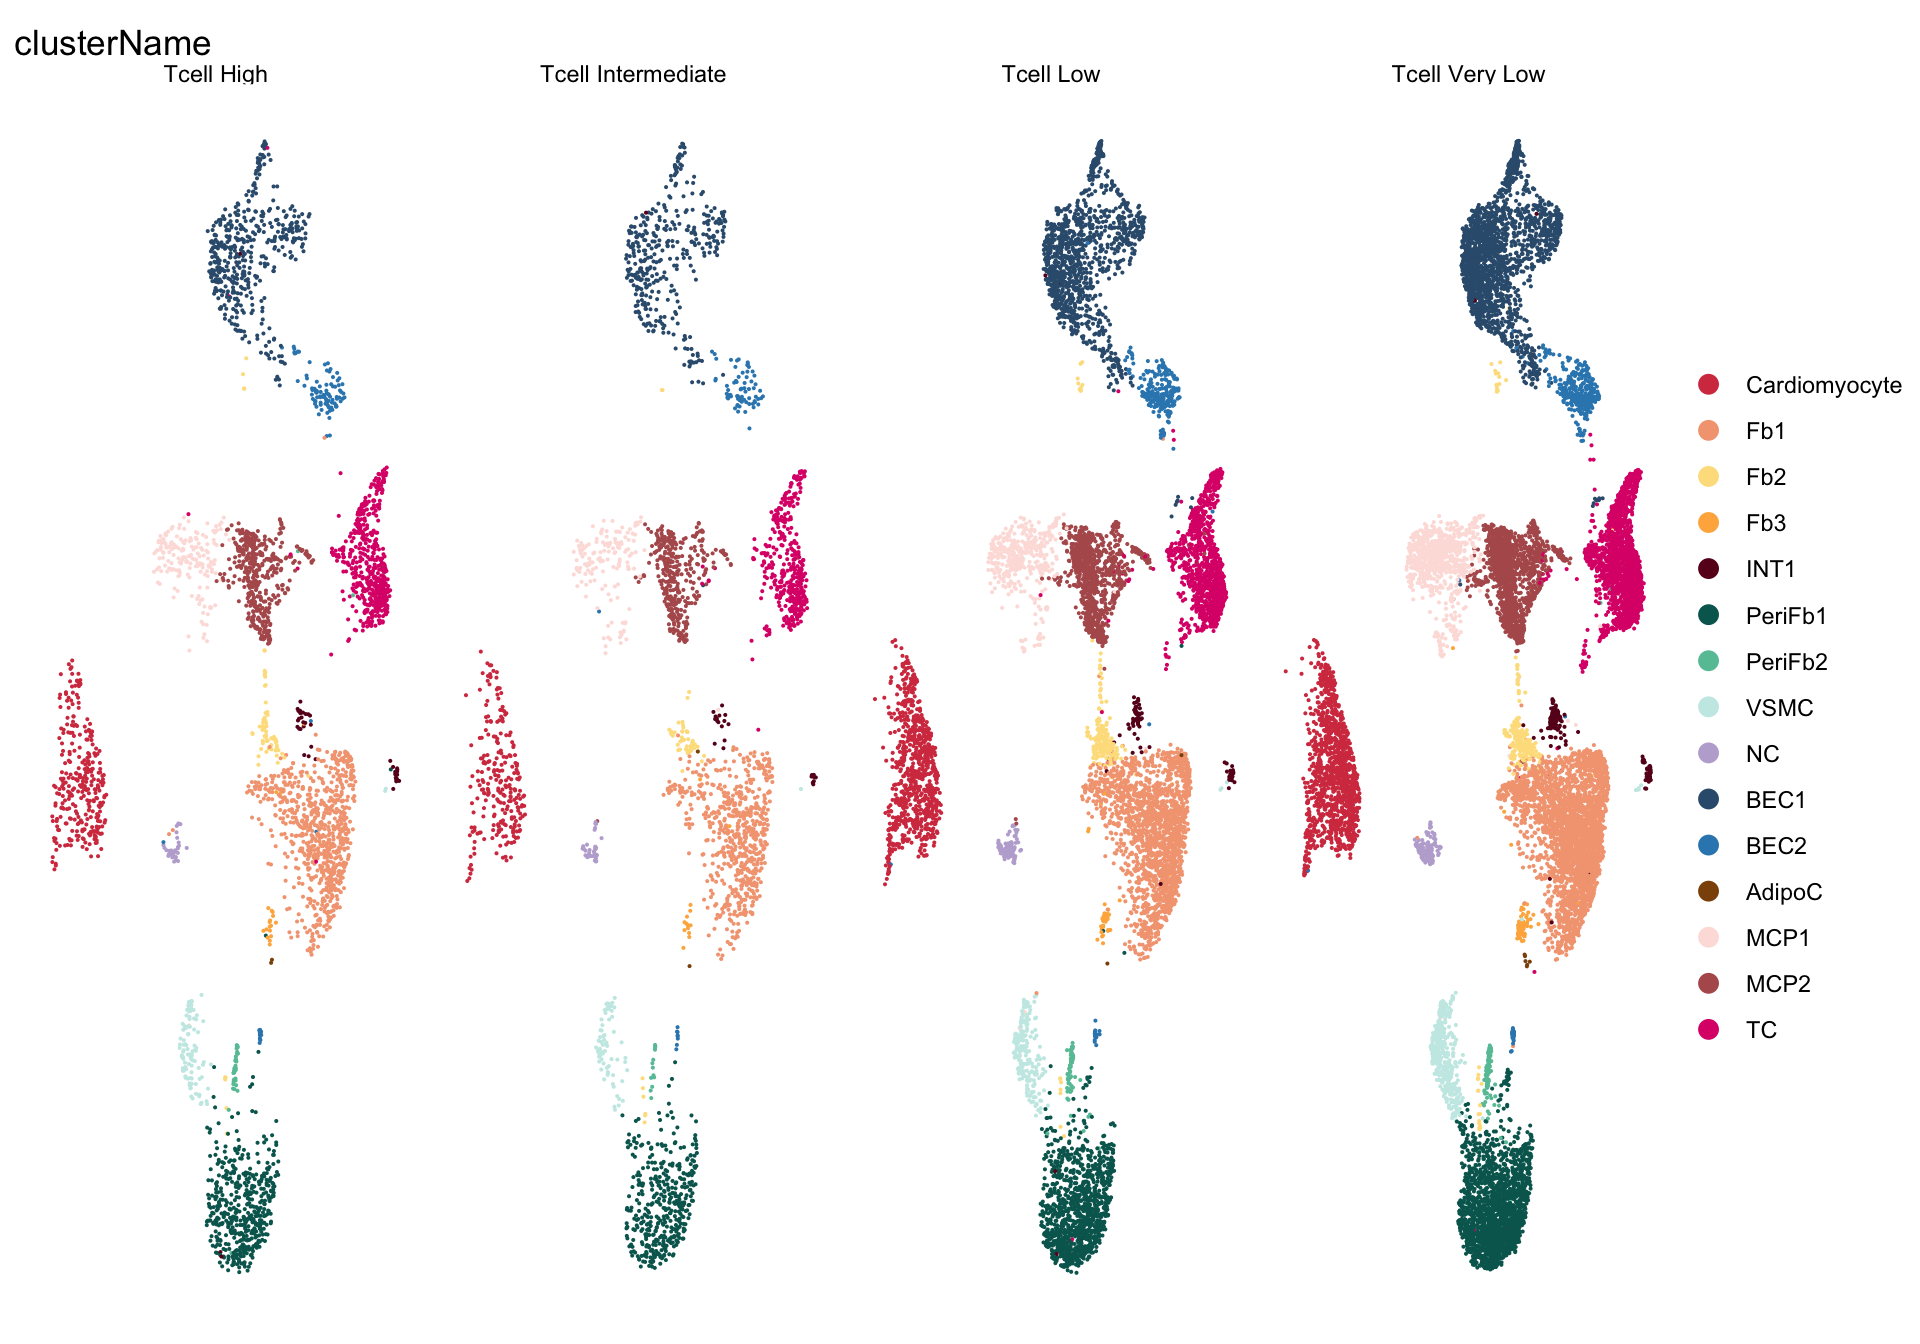 clusterName
Tcell High
Tcell Intermediate
Tcell Low
Tcell Very Low
Cardiomyocyte
Fb1
Fb2
Fb3
INT1
PeriFb1
PeriFb2
VSMC
NC
BEC1
BEC2
AdipoC
MCP1
MCP2
TC